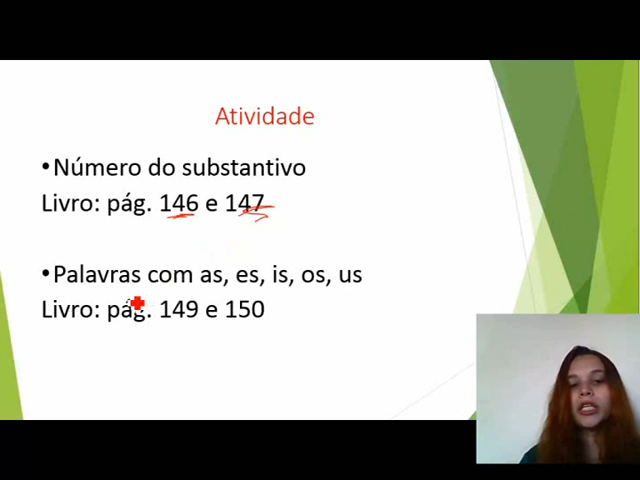 Atividade
•Número do substantivo
Livro: pág. 146 e 147
•Palavras com as, es, is, os, us
Livro: pág. 149 e 150